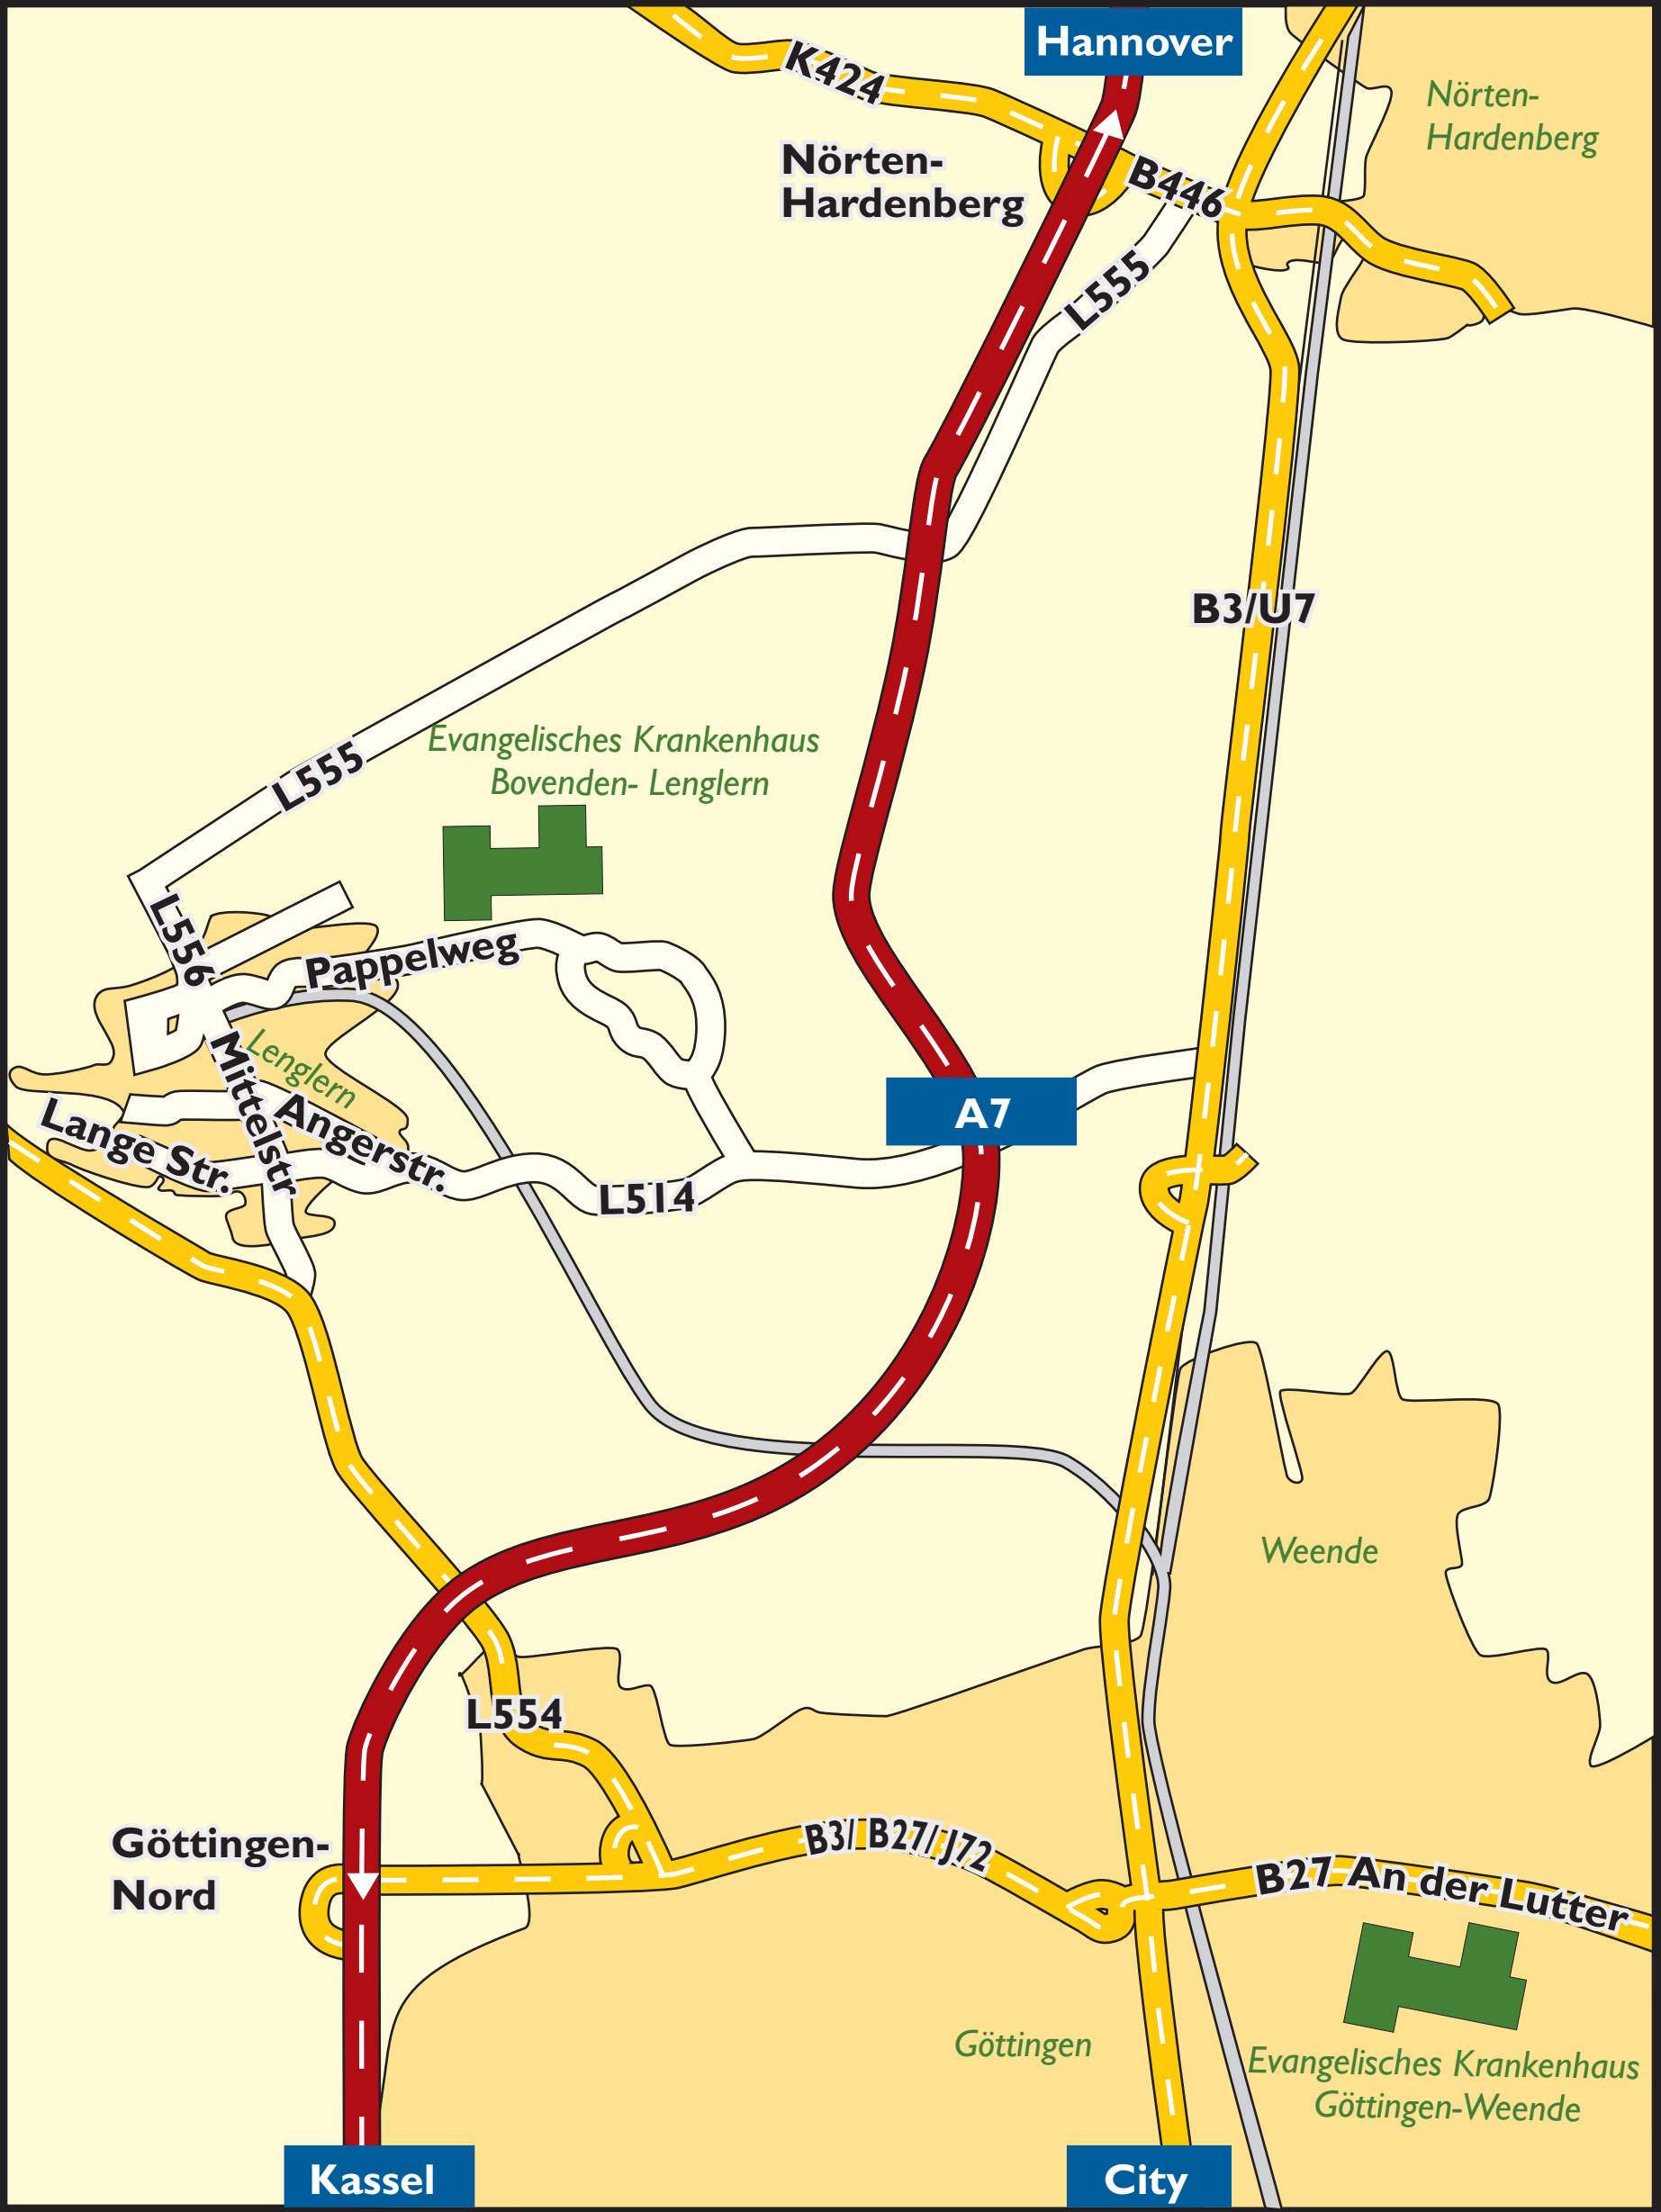 Hannover
K424
Nörten-
Hardenberg
Nörten-
Hardenberg
B446
L555
B3/U7
Evangelisches Krankenhaus
Bovenden- Lenglern
L555
L556
Pappelweg
Lenglern
Mittelstr.
Angerstr.
Lange Str.
A7
L514
Weende
L554
Göttingen-
Nord
B3/ B27/ J72
B27 An der Lutter
Göttingen
Evangelisches Krankenhaus
Göttingen-Weende
Kassel
City